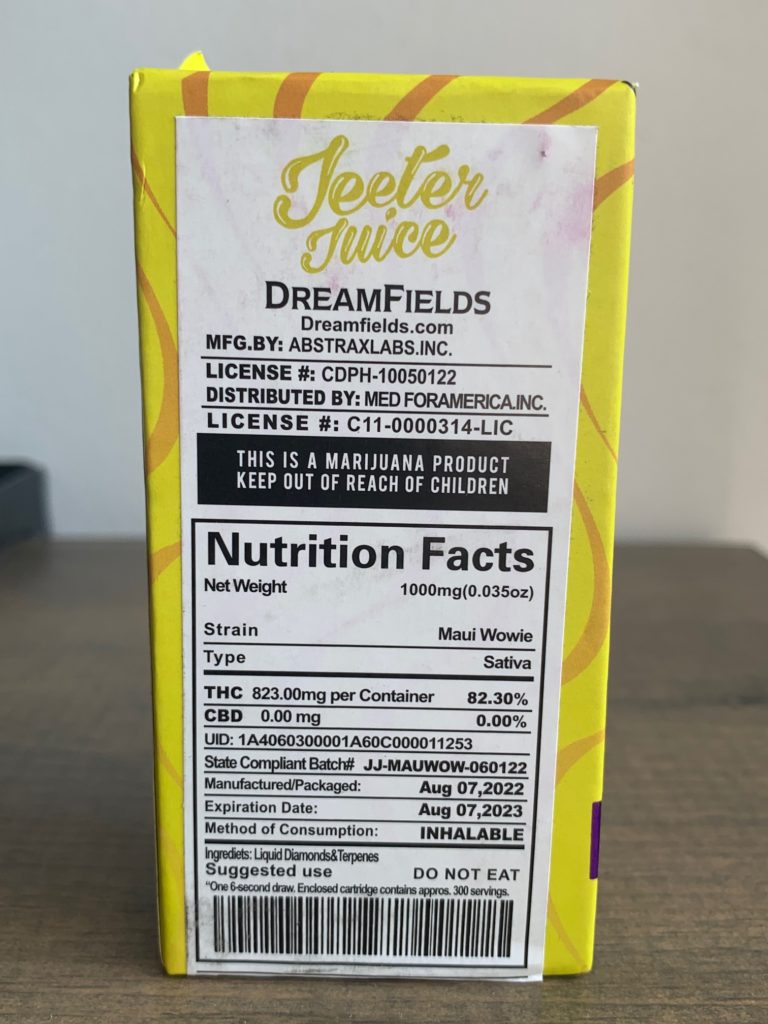 Jeeter
Juice
DREAMFIELDS
Dreamfields.com
MFG.BY: ABSTRAXLABS.INC.
LICENSE #: CDPH-10050122
DISTRIBUTED BY: MED FORAMERICA.INC.
LICENSE #: C11-0000314-LIC
THIS IS A MARIJUANA PRODUCT
KEEP OUT OF REACH OF CHILDREN
Nutrition Facts
Net Weight 1000mg(0.035oz)
Strain Maui Wowie
Type Sativa
THC 823.00mg per Container 82.30%
CBD 0.00 mg 0.00%
UID: 1A4060300001A60C000011253
State Compliant Batch# JJ-MAUWOW-060122
Manufactured/Packaged: Aug 07,2022
Expiration Date: Aug 07,2023
Method of Consumption: INHALABLE
Ingrediets: Liquid Diamonds&Terpenes
Suggested use DO NOT EAT
"One 6-second draw. Enclosed cartridge contains appros. 300 servings.